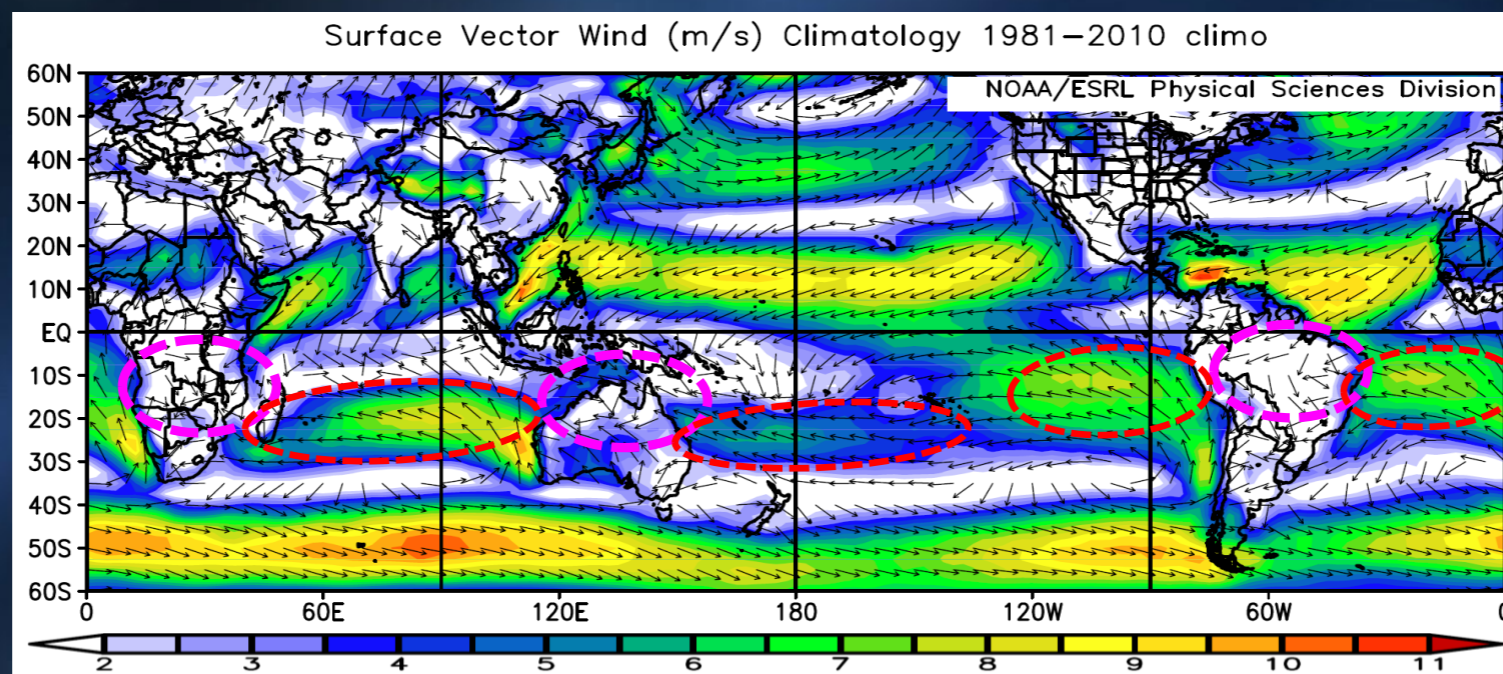 Surface Vector Wind (m/s) Climatology 1981-2010 climo
NOAA/ESRL Physical Sciences Division
60N
50N
40N
30N
20N
10N
EQ
10S
20S
30S
40S
50S
60S
0 60E 120E 180 120W 60W 0
2 3 4 5 6 7 8 9 10 11